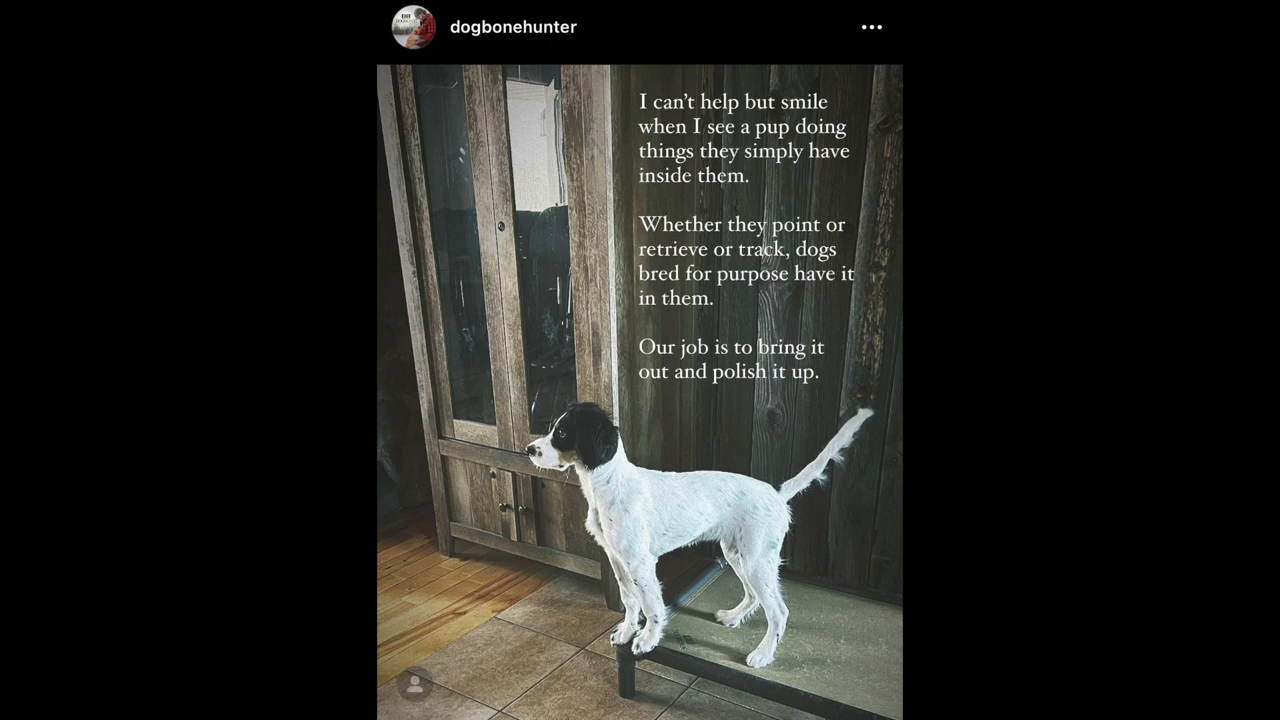 dogbonehunter
I can't help but smile
when I see a pup doing
things they simply have
inside them.
Whether they point or
retrieve or track, dogs
bred for purpose have it
in them.
Our job is to bring it
out and polish it up.